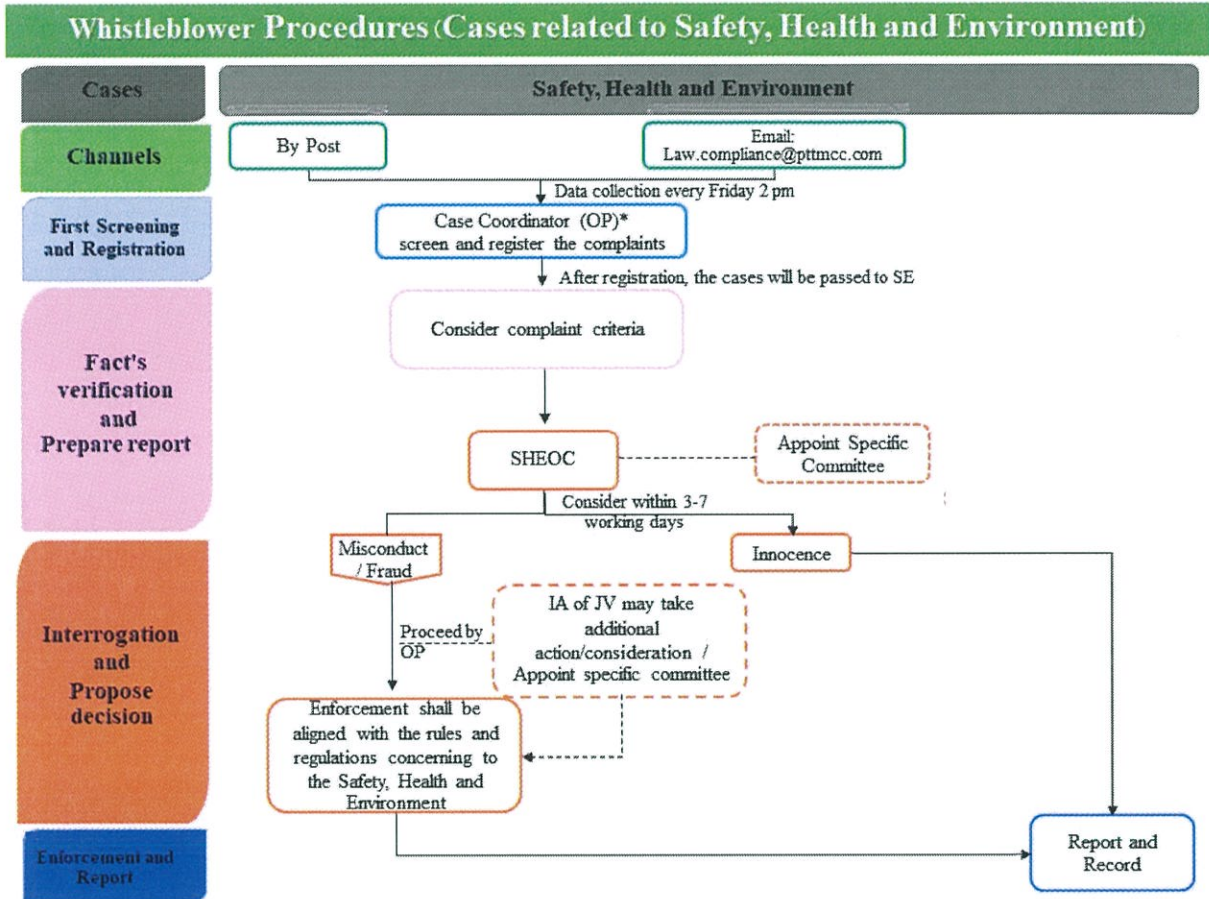 Whistleblower Procedures (Cases related to Safety, Health and Environment)
Cases
Safety, Health and Environment
Channels
By Post
Email:
Law.compliance@pttmcc.com
Data collection every Friday 2 pm
First Screening
and Registration
Case Coordinator (OP)*
screen and register the complaints
After registration, the cases will be passed to SE
Fact's
verification
and
Prepare report
Consider complaint criteria
SHEOC
Appoint Specific
Committee
Consider within 3-7
working days
Interrogation
and
Propose
decision
Misconduct
/ Fraud
Innocence
Proceed by
OP
IA of JV may take
additional
action/consideration /
Appoint specific committee
Enforcement shall be
aligned with the rules and
regulations concerning to
the Safety, Health and
Environment
Enforcement and
Report
Report and
Record